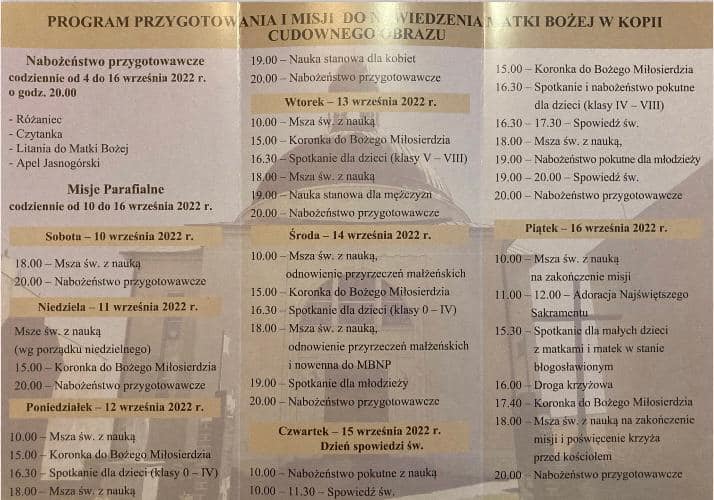 PROGRAM PRZYGOTOWANIA I MISJI DO NAWIEDZENIA MATKI BOŻEJ W KOPII
CUDOWNEGO OBRAZU
Nabożeństwo przygotowawcze
codziennie od 4 do 16 września 2022 r.
o godz. 20.00
- Różaniec
- Czytanka
- Litania do Matki Bożej
- Apel Jasnogórski
Misje Parafialne
codziennie od 10 do 16 września 2022 r.
Sobota – 10 września 2022 r.
18.00 – Msza św. z nauką
20.00 – Nabożeństwo przygotowawcze
Niedziela – 11 września 2022 r.
Msze św. z nauką
(wg porządku niedzielnego)
15.00 – Koronka do Bożego Miłosierdzia
20.00 – Nabożeństwo przygotowawcze
Poniedziałek – 12 września 2022 r.
10.00 – Msza św. z nauką
15.00 – Koronka do Bożego Miłosierdzia
16.30 – Spotkanie dla dzieci (klasy 0 – IV)
18.00 – Msza św. z nauką
19.00 – Nauka stanowa dla kobiet
20.00 – Nabożeństwo przygotowawcze
Wtorek – 13 września 2022 r.
10.00 – Msza św. z nauką
15.00 – Koronka do Bożego Miłosierdzia
16.30 – Spotkanie dla dzieci (klasy V – VIII)
18.00 – Msza św. z nauką
19.00 – Nauka stanowa dla mężczyzn
20.00 – Nabożeństwo przygotowawcze
Środa – 14 września 2022 r.
10.00 – Msza św. z nauką,
odnowienie przyrzeczeń małżeńskich
15.00 – Koronka do Bożego Miłosierdzia
16.30 – Spotkanie dla dzieci (klasy 0 – IV)
18.00 – Msza św. z nauką,
odnowienie przyrzeczeń małżeńskich
i nowenna do MBNP
19.00 – Spotkanie dla młodzieży
20.00 – Nabożeństwo przygotowawcze
Czwartek – 15 września 2022 r.
Dzień spowiedzi św.
10.00 – Nabożeństwo pokutne z nauką
10.00 – 11.30 – Spowiedź św.
15.00 – Koronka do Bożego Miłosierdzia
16.30 – Spotkanie i nabożeństwo pokutne
dla dzieci (klasy IV – VIII)
16.30 - 17.30 – Spowiedź św.
18.00 – Msza św. z nauką,
19.00 – Nabożeństwo pokutne dla młodzieży
19.00 – 20.00 – Spowiedź św.
20.00 – Nabożeństwo przygotowawcze
Piątek – 16 września 2022 r.
10.00 – Msza św. z nauką
na zakończenie misji
11.00 – 12.00 – Adoracja Najświętszego
Sakramentu
15.30 – Spotkanie dla małych dzieci
z matkami i matek w stanie
błogosławionym
16.00 – Droga krzyżowa
17.40 – Koronka do Bożego Miłosierdzia
18.00 – Msza św. z nauką na zakończenie
misji i poświęcenie krzyża
przed kościołem
20.00 – Nabożeństwo przygotowawcze